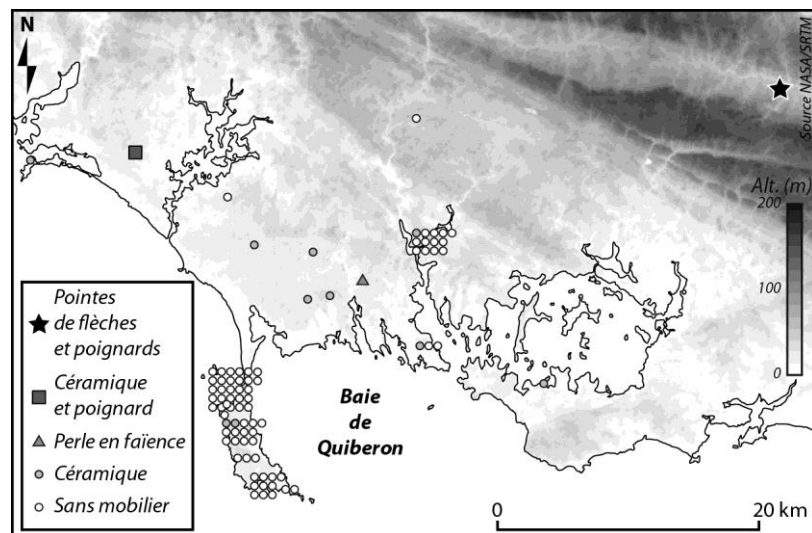 N
Source NASA/SRTM
Alt. (m)
200
100
0
Pointes
de flèches
et poignards
Céramique
et poignard
Perle en faïence
Céramique
Sans mobilier
Baie
de
Quiberon
0
20 km